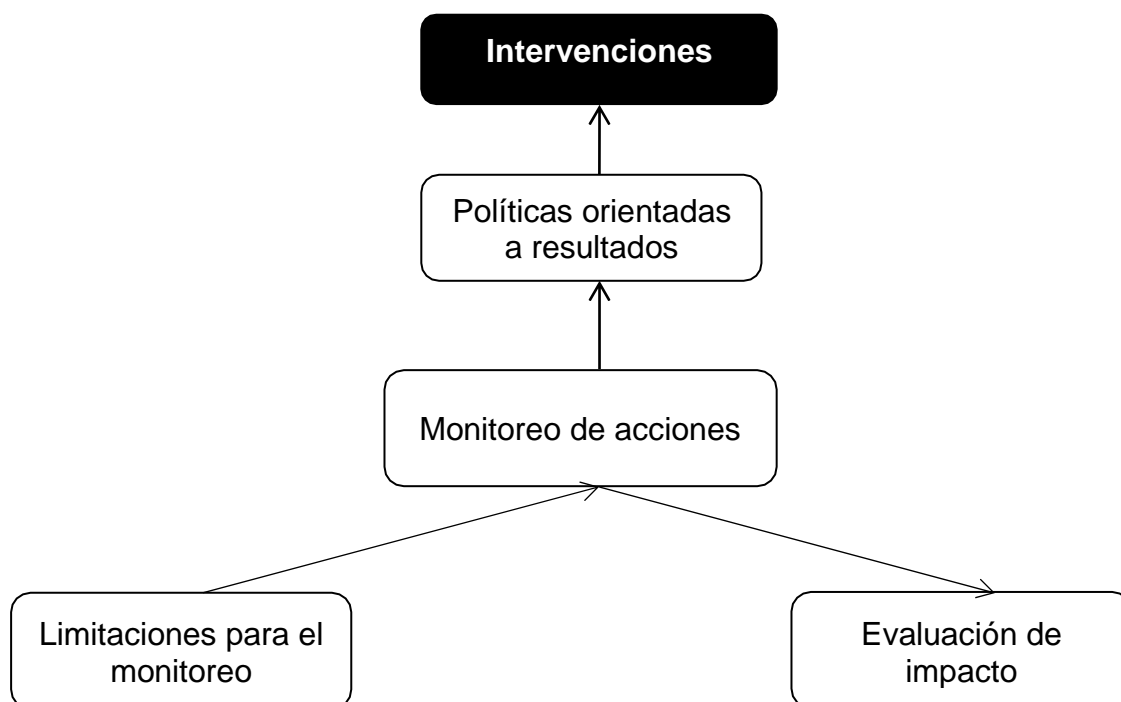 Intervenciones
Políticas orientadas
a resultados
Monitoreo de acciones
Limitaciones para el
monitoreo
Evaluación de
impacto